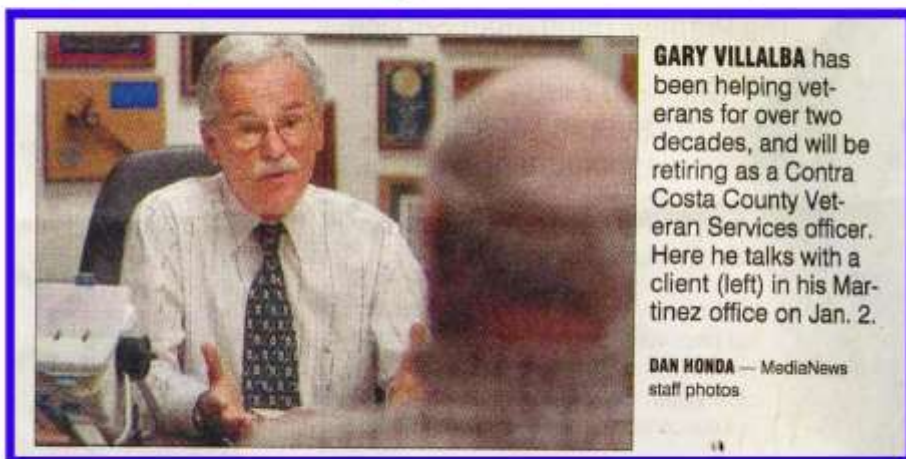 GARY VILLALBA has
been helping vet-
erans for over two
decades, and will be
retiring as a Contra
Costa County Vet-
eran Services officer.
Here he talks with a
client (left) in his Mar-
tinez office on Jan. 2.
DAN HONDA — MediaNews
staff photos